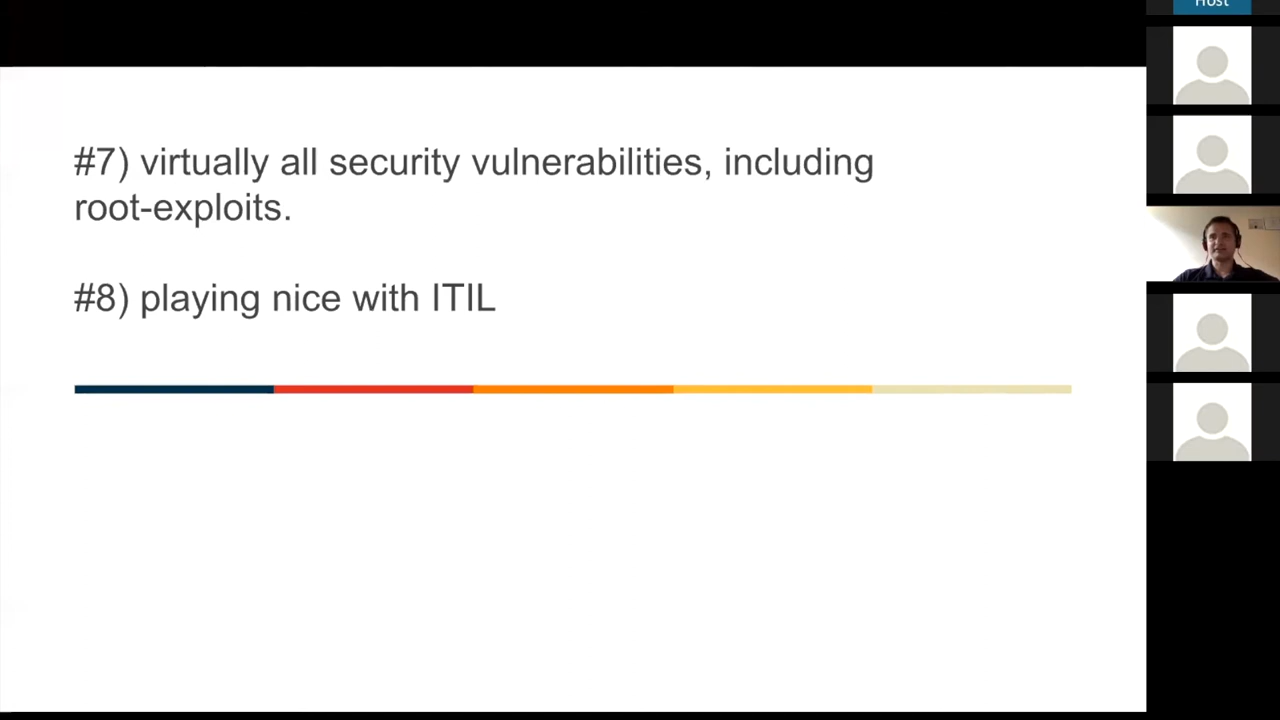 Host
#7) virtually all security vulnerabilities, including
root-exploits.
#8) playing nice with ITIL